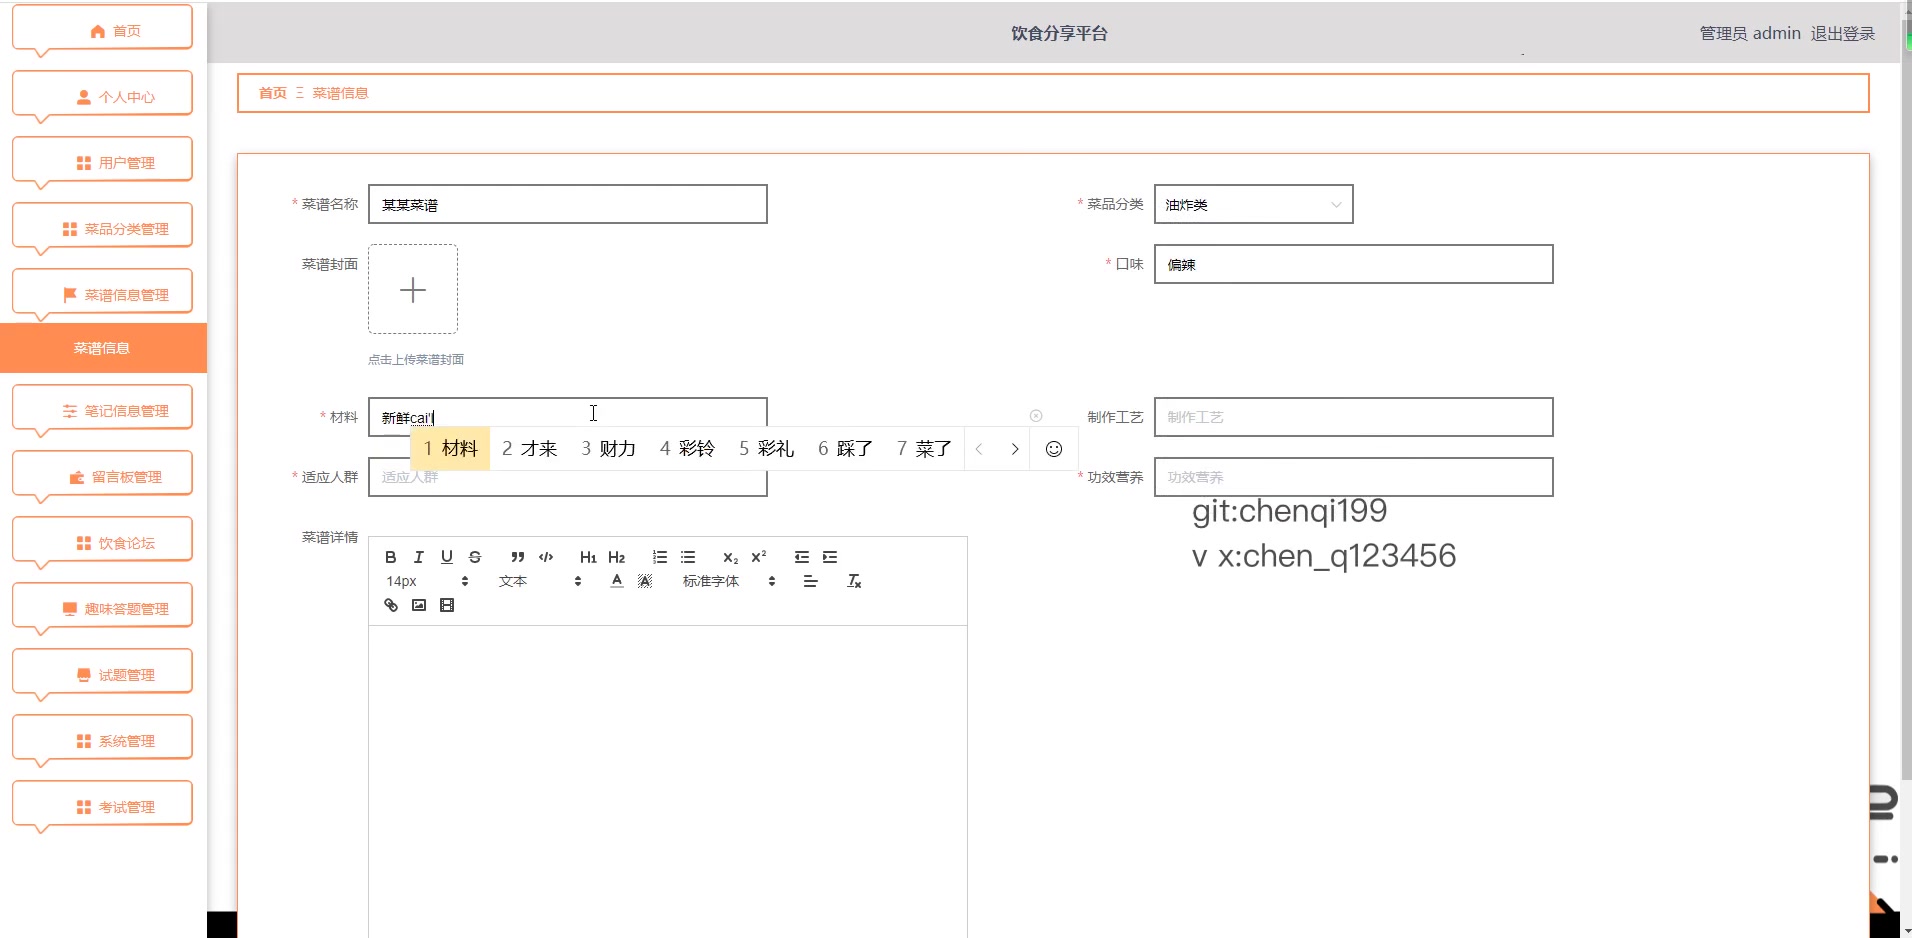 首页
个人中心
用户管理
菜品分类管理
菜谱信息管理
菜谱信息
笔记信息管理
留言板管理
饮食论坛
趣味答题管理
试题管理
系统管理
考试管理
饮食分享平台
管理员 admin 退出登录
首页 Ξ 菜谱信息
* 菜谱名称 某某菜谱
* 菜品分类 油炸类
菜谱封面
点击上传菜谱封面
* 口味 偏辣
* 材料 新鲜cai'l
制作工艺 制作工艺
1 材料 2 才来 3 财力 4 彩铃 5 彩礼 6 踩了 7 菜了
* 适应人群 适应人群
* 功效营养 功效营养
git:chenqi199
v x:chen_q123456
菜谱详情
B I U S H1 H2 X2 X2
14px 文本 A A 标准字体 Tx